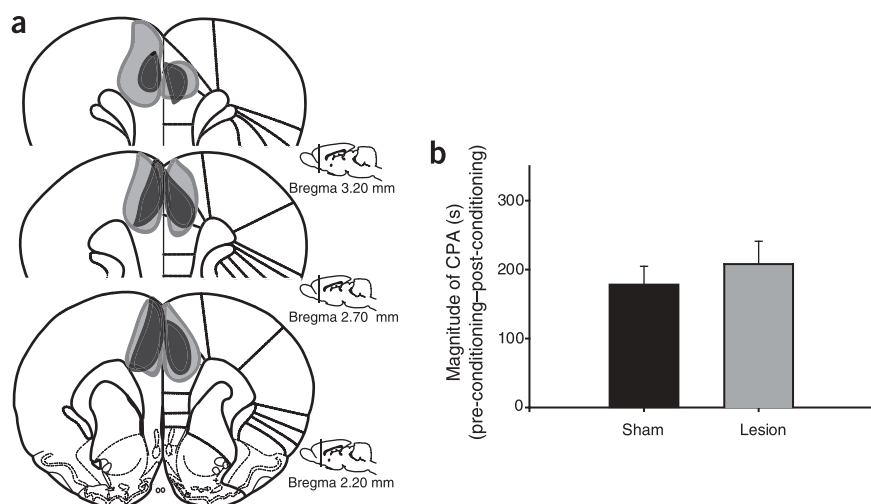 a
Bregma 3.20 mm
Bregma 2.70 mm
Bregma 2.20 mm
b
Magnitude of CPA (s)
(pre-conditioning–post-conditioning)
300
200
100
0
Sham
Lesion